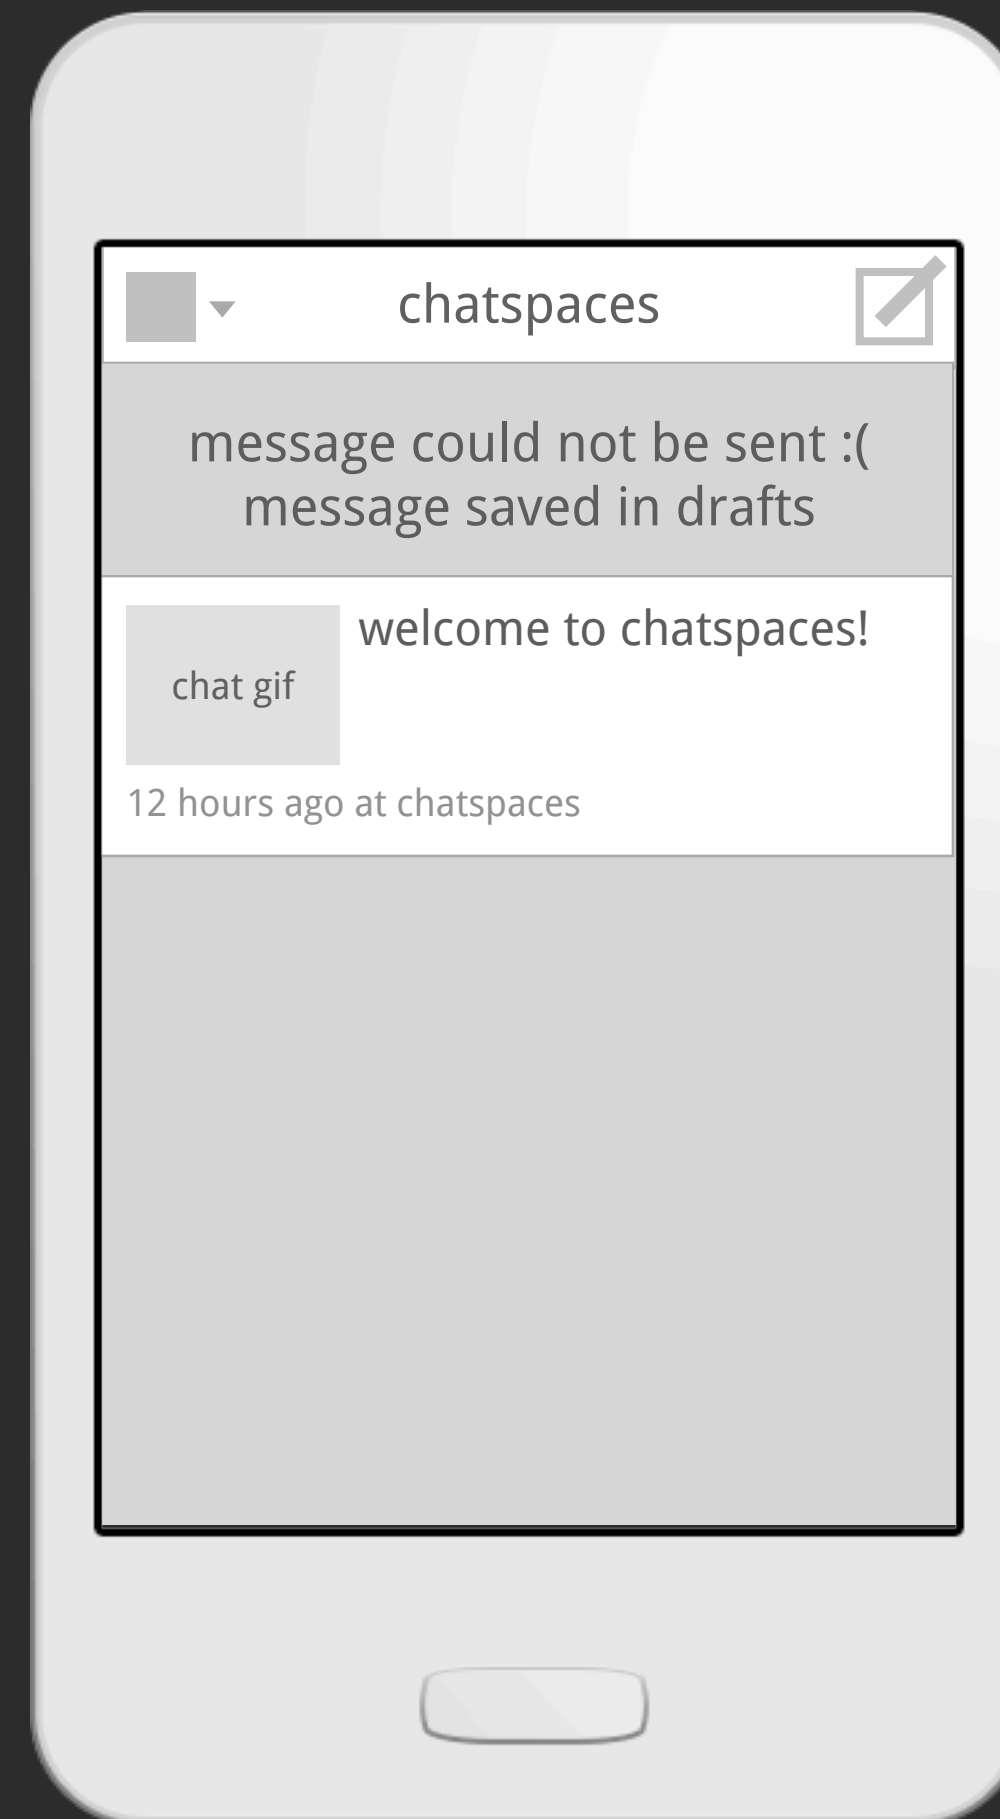 chatspaces
message could not be sent :(
message saved in drafts
welcome to chatspaces!
chat gif
12 hours ago at chatspaces